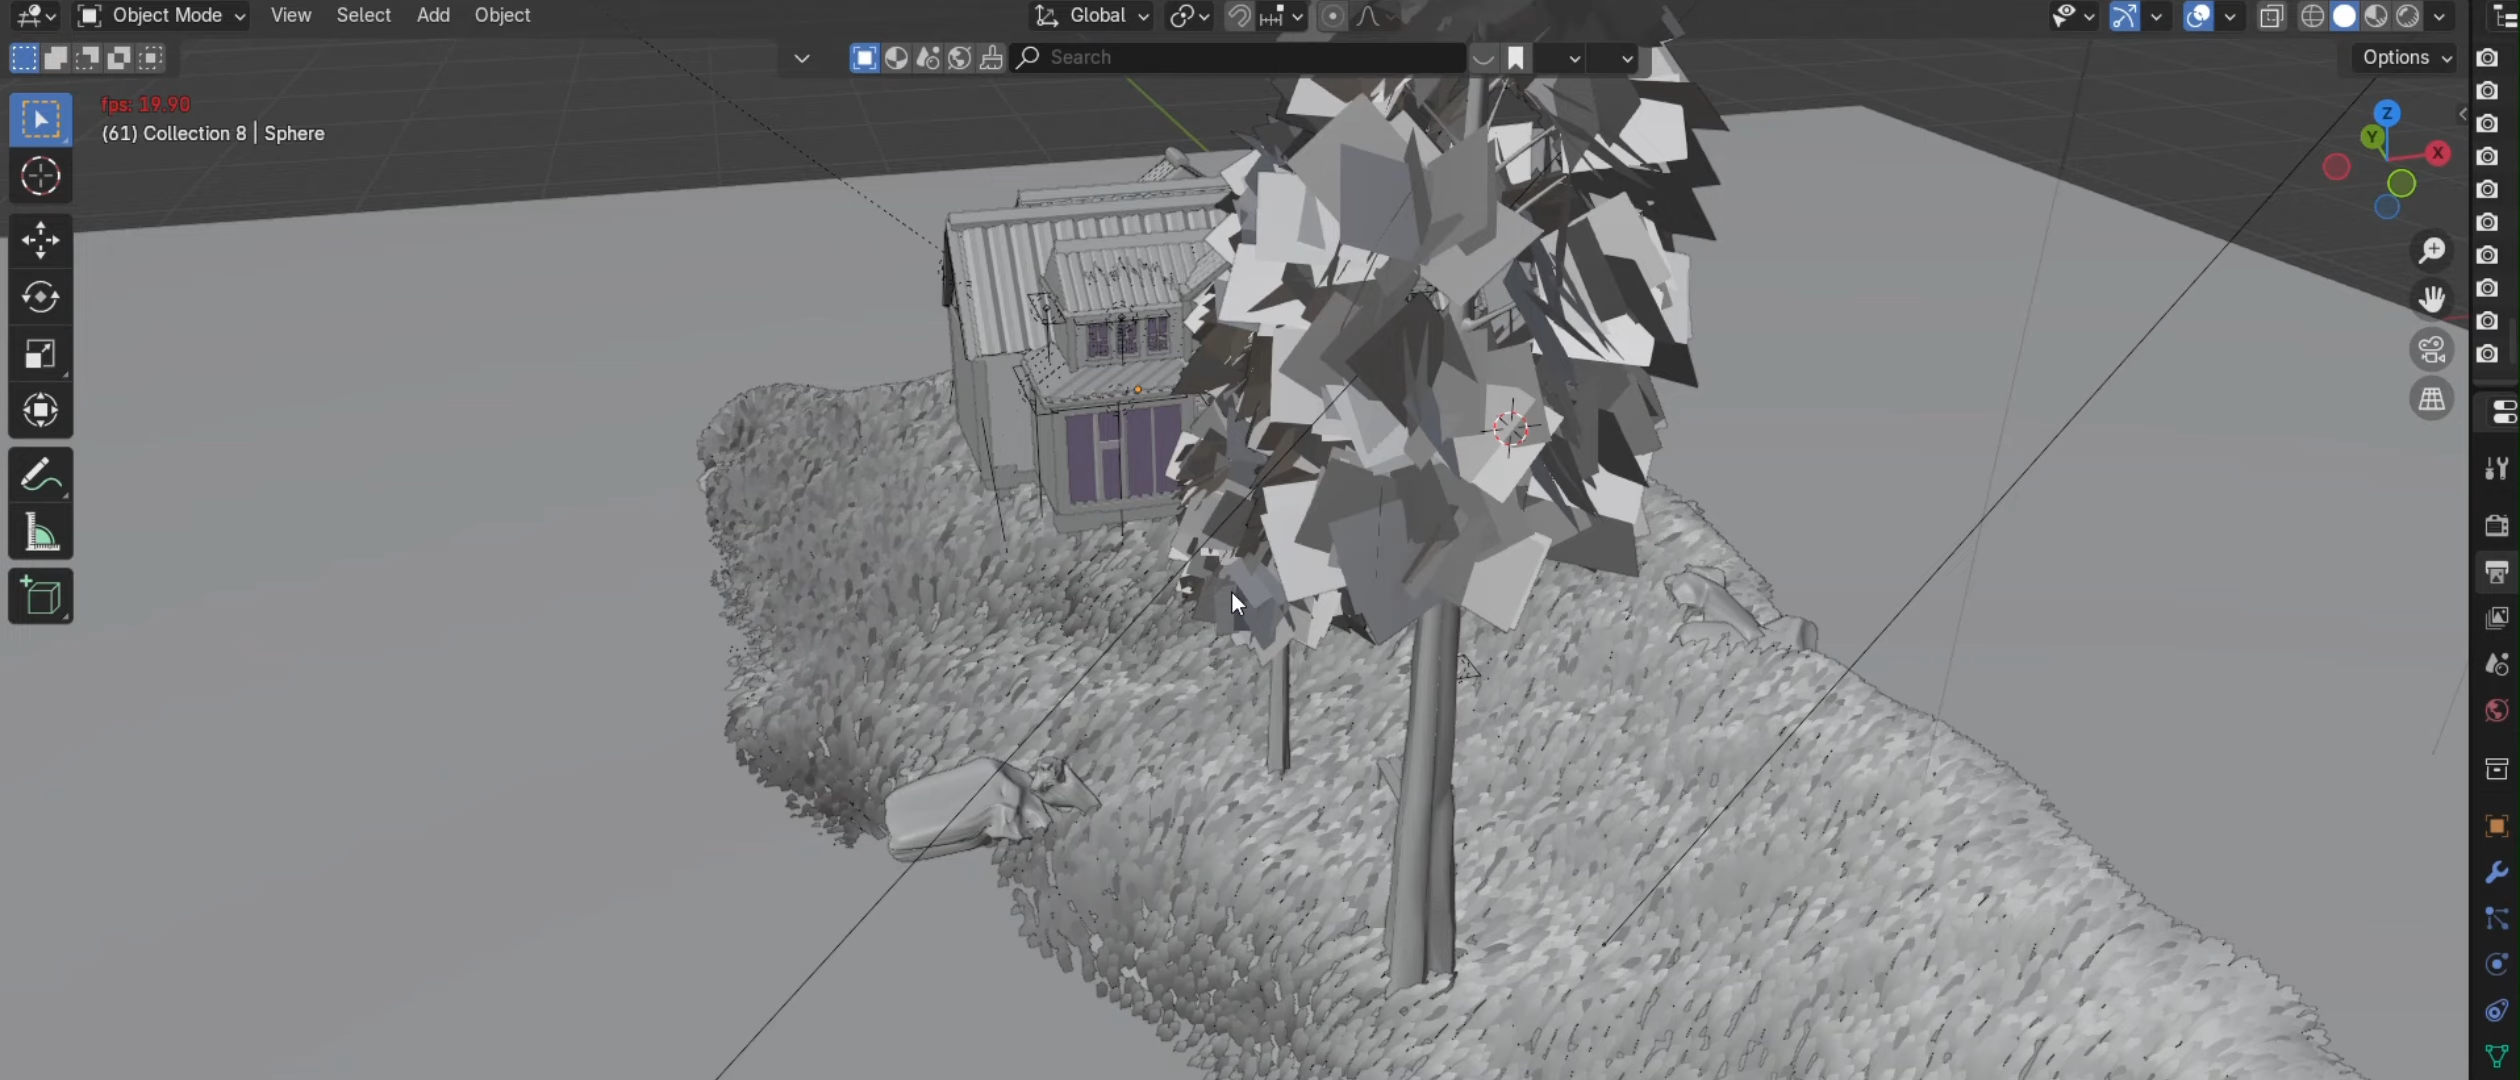 Object Mode View Select Add Object Global
Search Options
fps: 19.90
(61) Collection 8 | Sphere
Z
Y
X